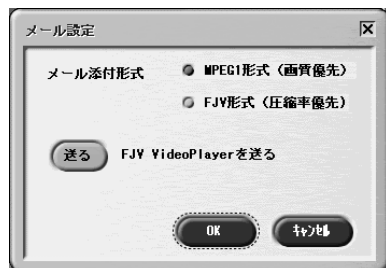 メール設定
メール添付形式
MPEG1形式（画質優先）
FJV形式（圧縮率優先）
送る FJV VideoPlayerを送る
OK ｷｬﾝｾﾙ